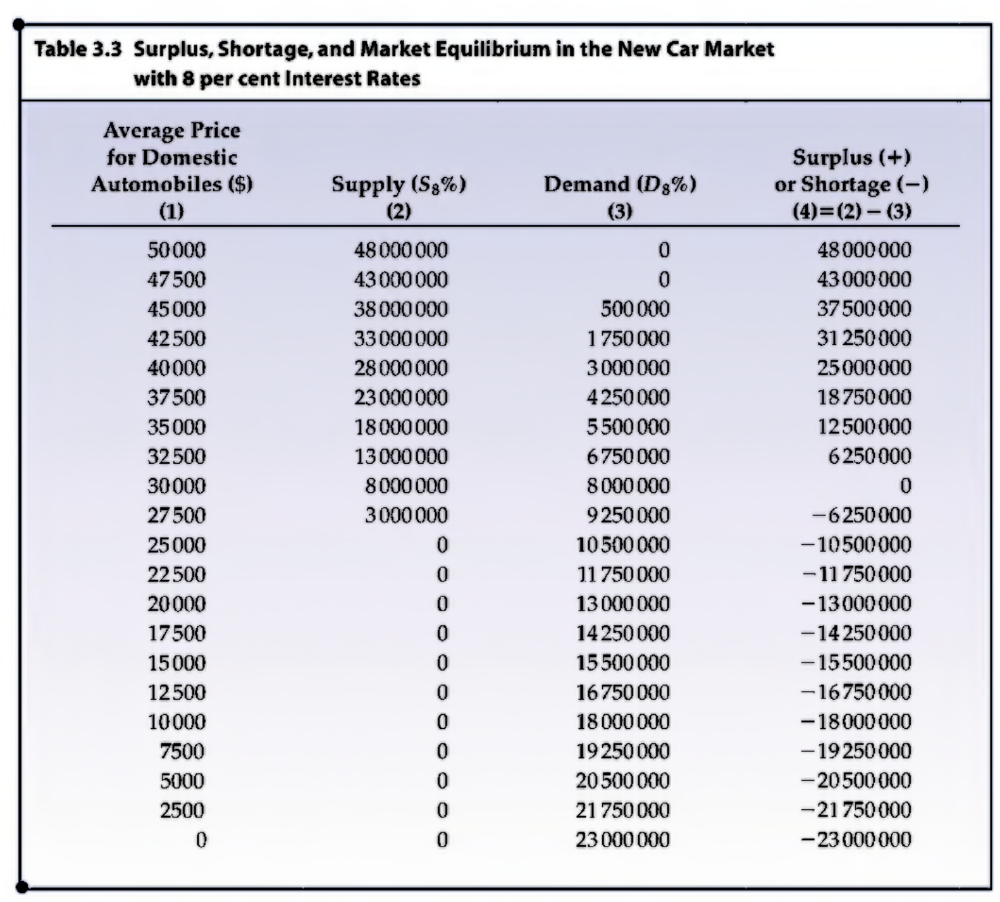 Table 3.3 Surplus, Shortage, and Market Equilibrium in the New Car Market
with 8 per cent Interest Rates
Average Price
for Domestic Surplus (+)
Automobiles ($) Supply (S₈%) Demand (D₈%) or Shortage (−)
(1) (2) (3) (4)=(2) − (3)
50000 48000000 0 48000000
47500 43000000 0 43000000
45000 38000000 500000 37500000
42500 33000000 1750000 31250000
40000 28000000 3000000 25000000
37500 23000000 4250000 18750000
35000 18000000 5500000 12500000
32500 13000000 6750000 6250000
30000 8000000 8000000 0
27500 3000000 9250000 −6250000
25000 0 10500000 −10500000
22500 0 11750000 −11750000
20000 0 13000000 −13000000
17500 0 14250000 −14250000
15000 0 15500000 −15500000
12500 0 16750000 −16750000
10000 0 18000000 −18000000
7500 0 19250000 −19250000
5000 0 20500000 −20500000
2500 0 21750000 −21750000
0 0 23000000 −23000000